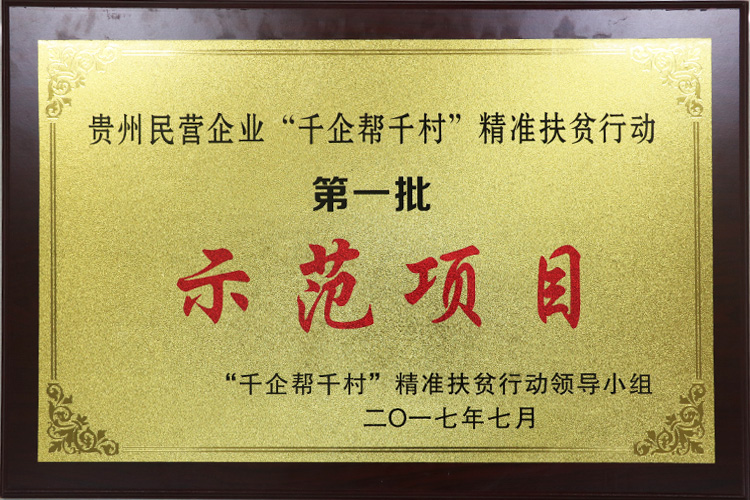 贵州民营企业“千企帮千村”精准扶贫行动
第一批
示范项目
“千企帮千村”精准扶贫行动领导小组
二〇一七年七月